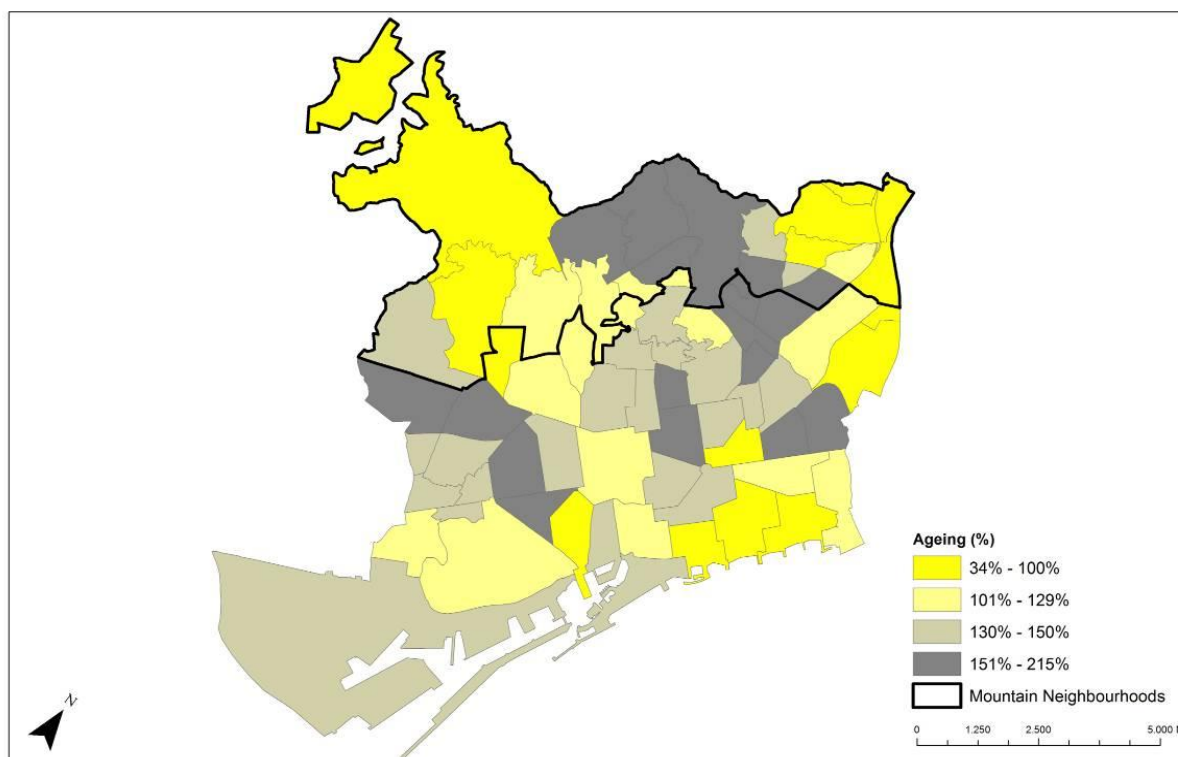 Ageing (%)
34% - 100%
101% - 129%
130% - 150%
151% - 215%
Mountain Neighbourhoods
0 1.250 2.500 5.000
N